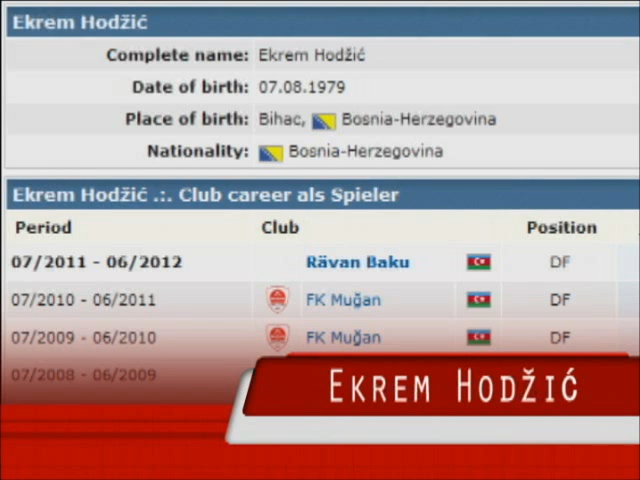 Ekrem Hodžić
Complete name: Ekrem Hodžić
Date of birth: 07.08.1979
Place of birth: Bihac, Bosnia-Herzegovina
Nationality: Bosnia-Herzegovina
Ekrem Hodžić .:. Club career als Spieler
Period Club Position
07/2011 - 06/2012 Rävan Baku DF
07/2010 - 06/2011 FK Muğan DF
07/2009 - 06/2010 FK Muğan DF
07/2008 - 06/2009
EKREM HODŽIĆ